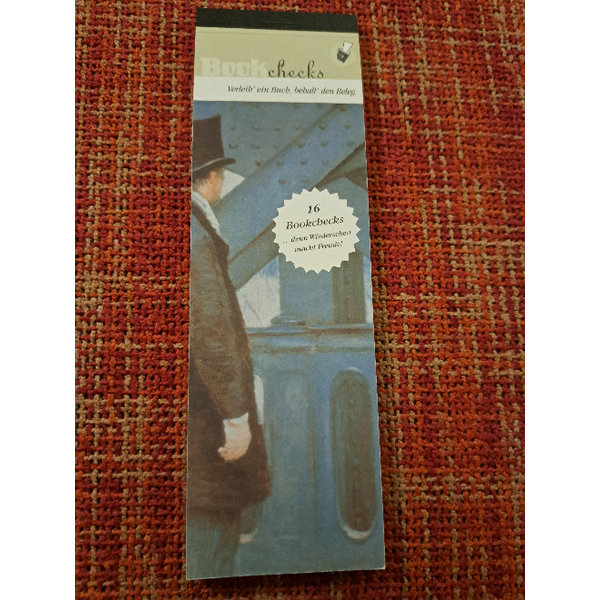 Bookchecks
Verleih' ein Buch, behalt' den Beleg.
16
Bookchecks
... denn Wiedersehen
macht Freude!